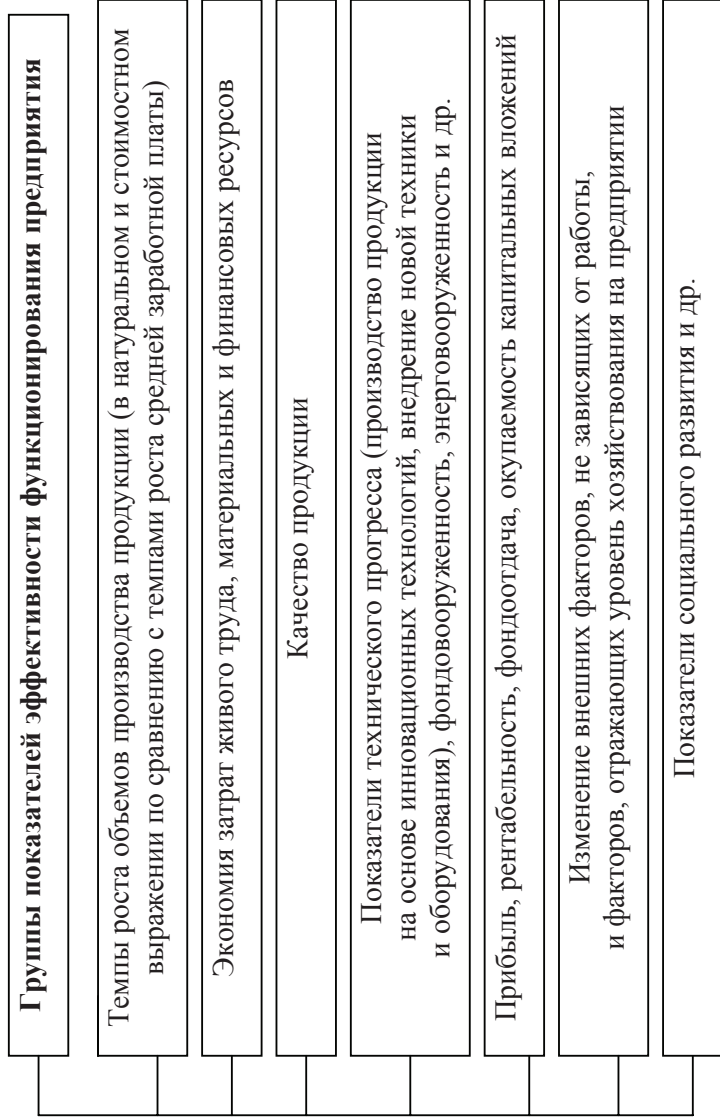 Группы показателей эффективности функционирования предприятия
Темпы роста объемов производства продукции (в натуральном и стоимостном
выражении по сравнению с темпами роста средней заработной платы)
Экономия затрат живого труда, материальных и финансовых ресурсов
Качество продукции
Показатели технического прогресса (производство продукции
на основе инновационных технологий, внедрение новой техники
и оборудования), фондовооруженность, энерговооруженность и др.
Прибыль, рентабельность, фондоотдача, окупаемость капитальных вложений
Изменение внешних факторов, не зависящих от работы,
и факторов, отражающих уровень хозяйствования на предприятии
Показатели социального развития и др.